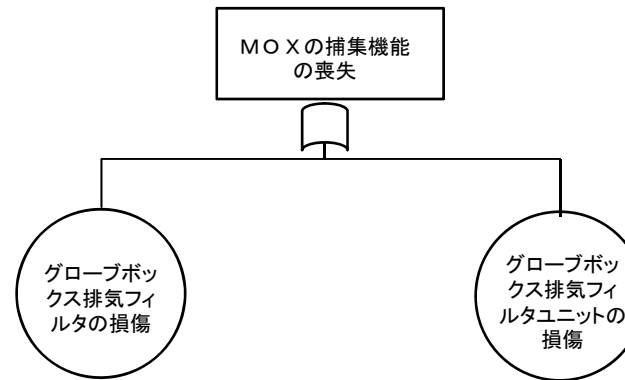 ＭＯＸの捕集機能
の喪失
グローブボッ
クス排気フィ
ルタの損傷
グローブボッ
クス排気フィ
ルタユニットの
損傷